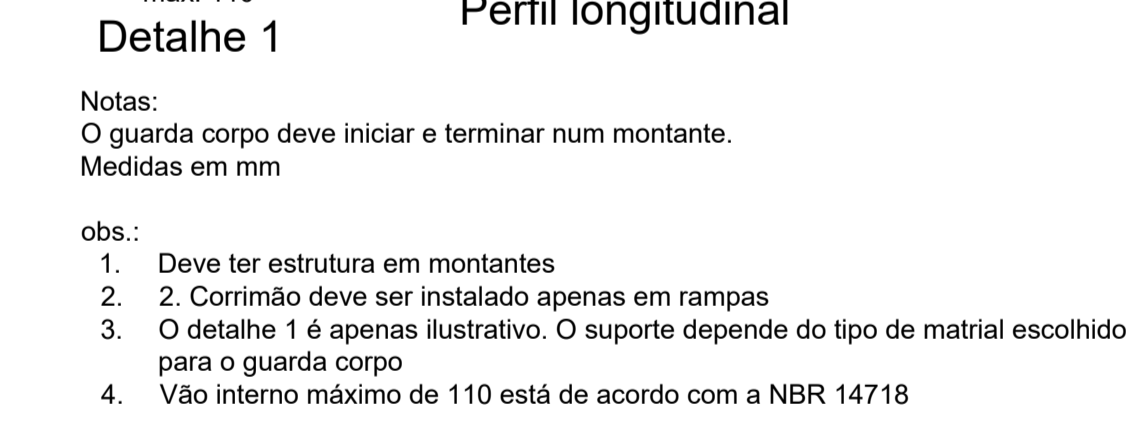 Perfil longitudinal
Detalhe 1
Notas:
O guarda corpo deve iniciar e terminar num montante.
Medidas em mm
obs.:
1. Deve ter estrutura em montantes
2. 2. Corrimão deve ser instalado apenas em rampas
3. O detalhe 1 é apenas ilustrativo. O suporte depende do tipo de matrial escolhido
para o guarda corpo
4. Vão interno máximo de 110 está de acordo com a NBR 14718